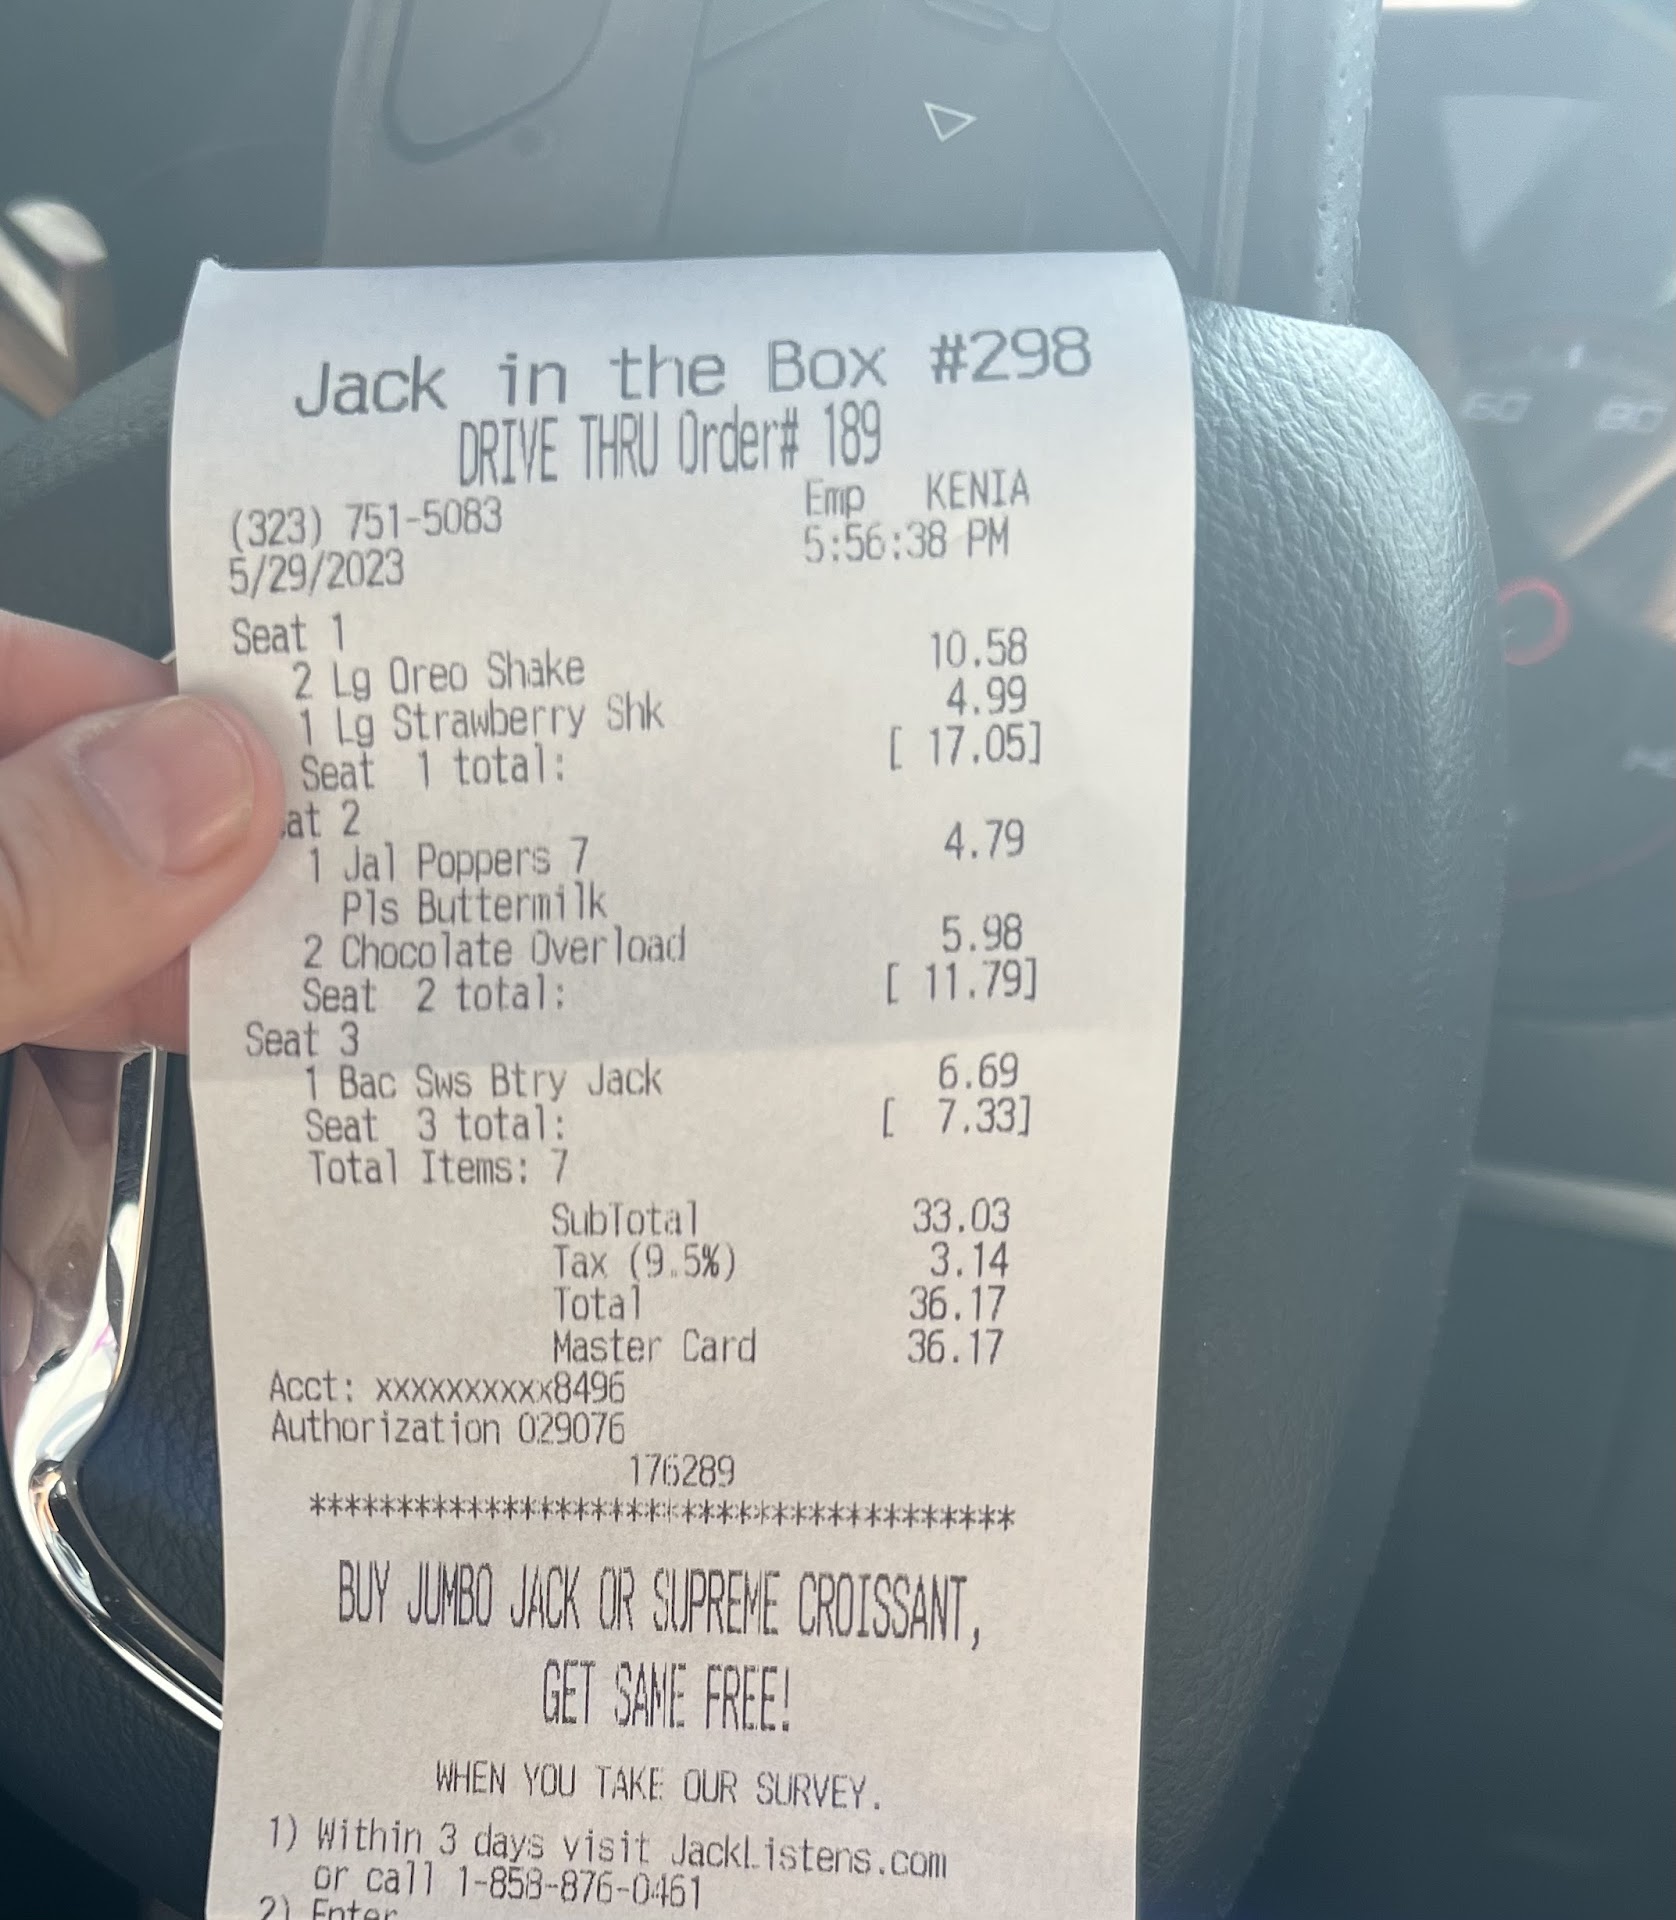 Jack in the Box #298
DRIVE THRU Order# 189
(323) 751-5083 Emp KENIA
5/29/2023 5:56:38 PM
Seat 1
2 Lg Oreo Shake 10.58
1 Lg Strawberry Shk 4.99
Seat 1 total: [ 17.05]
at 2
1 Jal Poppers 7 4.79
Pls Buttermilk
2 Chocolate Overload 5.98
Seat 2 total: [ 11.79]
Seat 3
1 Bac Sws Btry Jack 6.69
Seat 3 total: [ 7.33]
Total Items: 7
SubTotal 33.03
Tax (9.5%) 3.14
Total 36.17
Master Card 36.17
Acct: xxxxxxxxxx8496
Authorization 029076
176289
****************************************
BUY JUMBO JACK OR SUPREME CROISSANT,
GET SAME FREE!
WHEN YOU TAKE OUR SURVEY.
1) Within 3 days visit JackListens.com
or call 1-858-876-0461
2) Enter
60 80